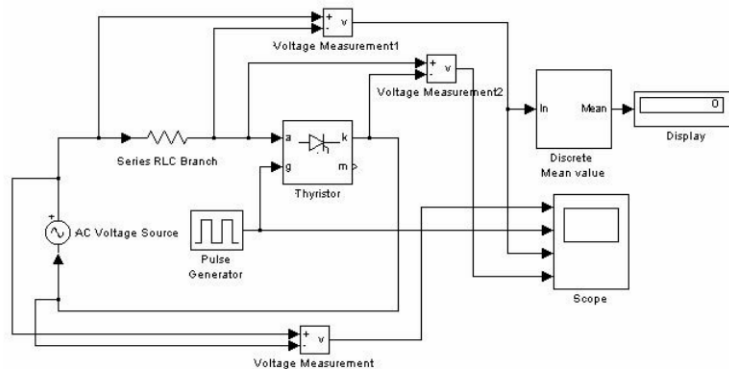 +
-
v
Voltage Measurement1
+
-
v
Voltage Measurement2
In
Mean
Discrete
Mean value
0
Display
Series RLC Branch
a
k
g
m
Thyristor
+
AC Voltage Source
Pulse
Generator
Scope
+
-
v
Voltage Measurement